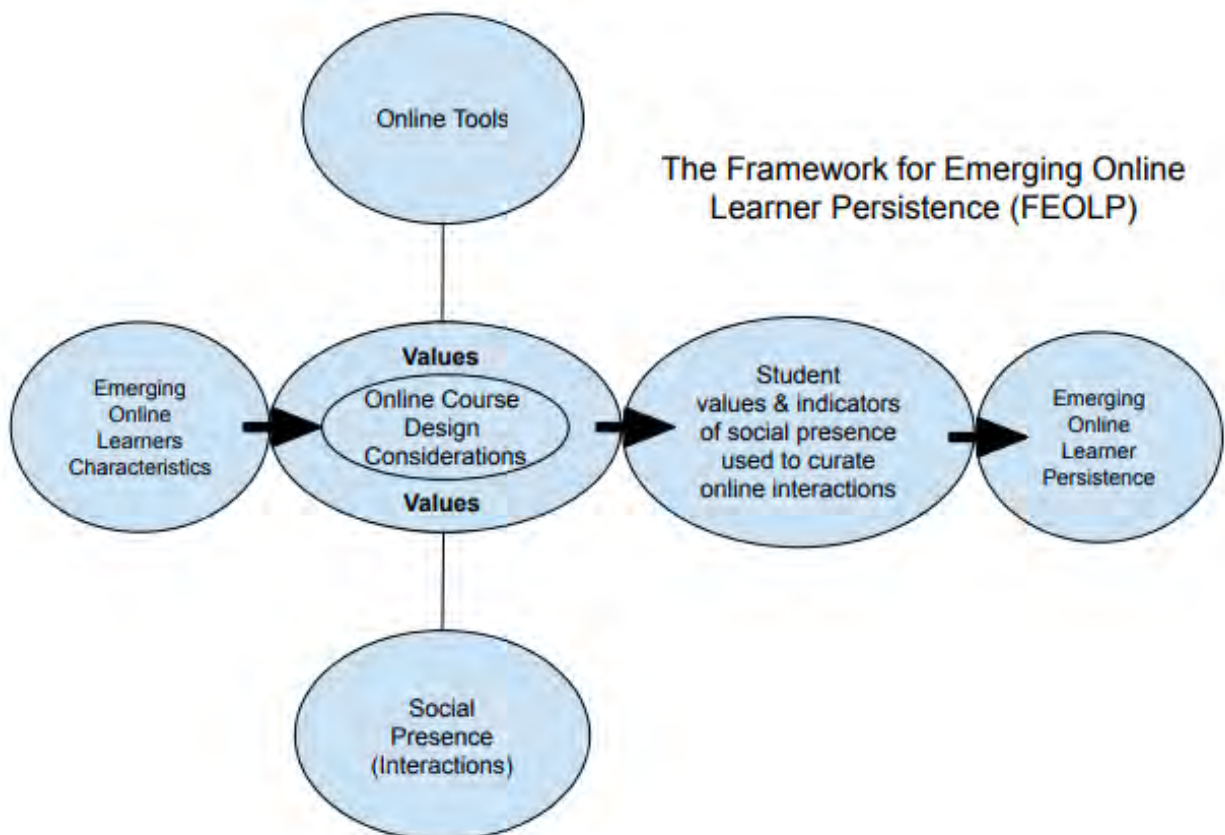 Online Tools
The Framework for Emerging Online
Learner Persistence (FEOLP)
Emerging
Online
Learners
Characteristics
Values
Online Course
Design
Considerations
Values
Student
values & indicators
of social presence
used to curate
online interactions
Emerging
Online
Learner
Persistence
Social
Presence
(Interactions)